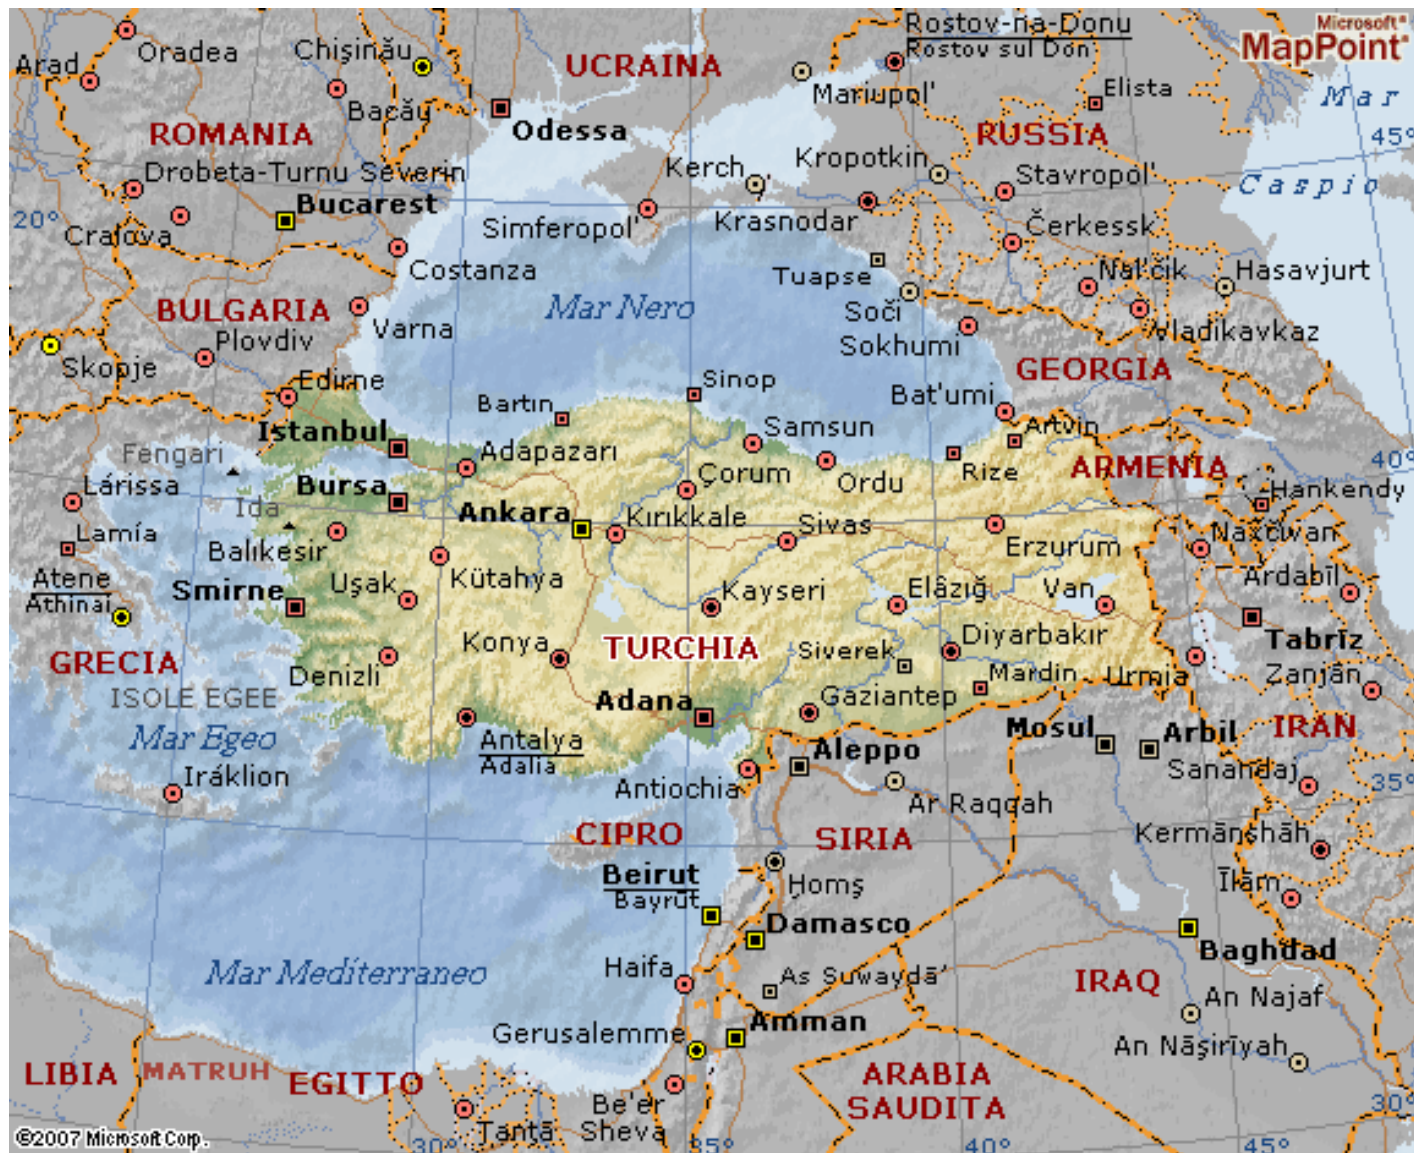 Rostov-na-Donu
Rostov sul Don
Microsoft®
MapPoint®
Oradea
Chişinău
Arad
UCRAINA
Mariupol'
Elista
Mar
Caspio
Bacău
Odessa
ROMANIA
RUSSIA
45°
Drobeta-Turnu Severin
Kerch
Kropotkin
Stavropol'
20°
Bucarest
Craiova
Simferopol'
Krasnodar
Čerkessk
Costanza
Tuapse
Nal'čik
Hasavjurt
BULGARIA
Mar Nero
Varna
Soči
Sokhumi
Vladikavkaz
Plovdiv
Skopje
GEORGIA
Edirne
Sinop
Bat'umi
Bartın
Istanbul
Samsun
Artvin
Fengari
Adapazarı
Rize
ARMENIA
40°
Lárissa
Bursa
Çorum
Ordu
Hankendy
Ida
Ankara
Kırıkkale
Sivas
Lamía
Balıkesir
Erzurum
Naxčıvan
Atene
Athínai
Smirne
Uşak
Kütahya
Kayseri
Elâzığ
Van
Ardabīl
Tabrīz
GRECIA
Konya
TURCHIA
Siverek
Diyarbakır
Denizli
Mardin
Urmia
Zanjān
ISOLE EGEE
Adana
Gaziantep
Mar Egeo
Antalya
Adalia
Aleppo
Mosul
Arbīl
IRAN
Iráklion
Antiochia
Ar Raqqah
Sanandaj
35°
CIPRO
SIRIA
Kermānshāh
Beirut
Bayrūt
Ḩomş
Īlām
Damasco
Baghdad
Mar Mediterraneo
Haifa
As Suwaydā'
IRAQ
An Najaf
Gerusalemme
Amman
An Nāşirīyah
LIBIA
MATRUH
EGITTO
ARABIA
SAUDITA
Be'er
Sheva
Tanţā
30°
©2007 Microsoft Corp.
30°
35°
40°
45°